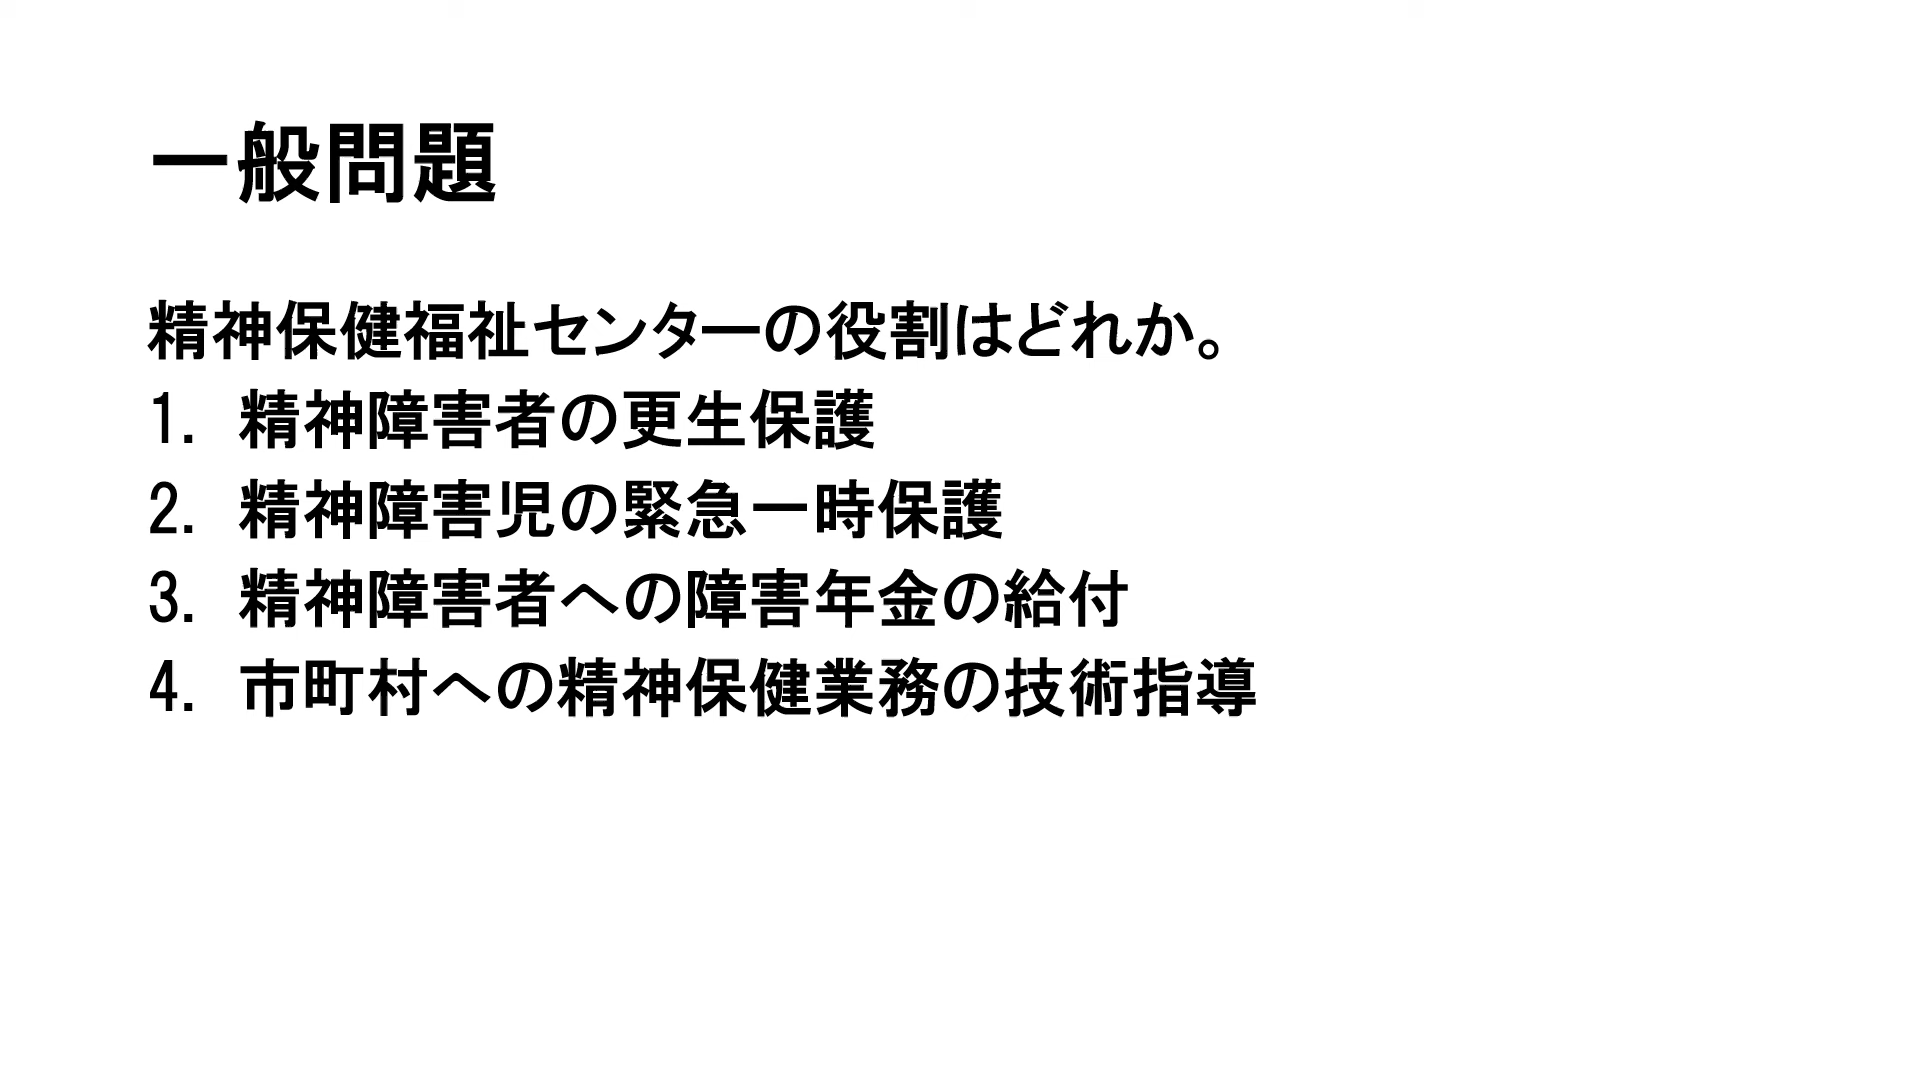 一般問題
精神保健福祉センターの役割はどれか。
1. 精神障害者の更生保護
2. 精神障害児の緊急一時保護
3. 精神障害者への障害年金の給付
4. 市町村への精神保健業務の技術指導